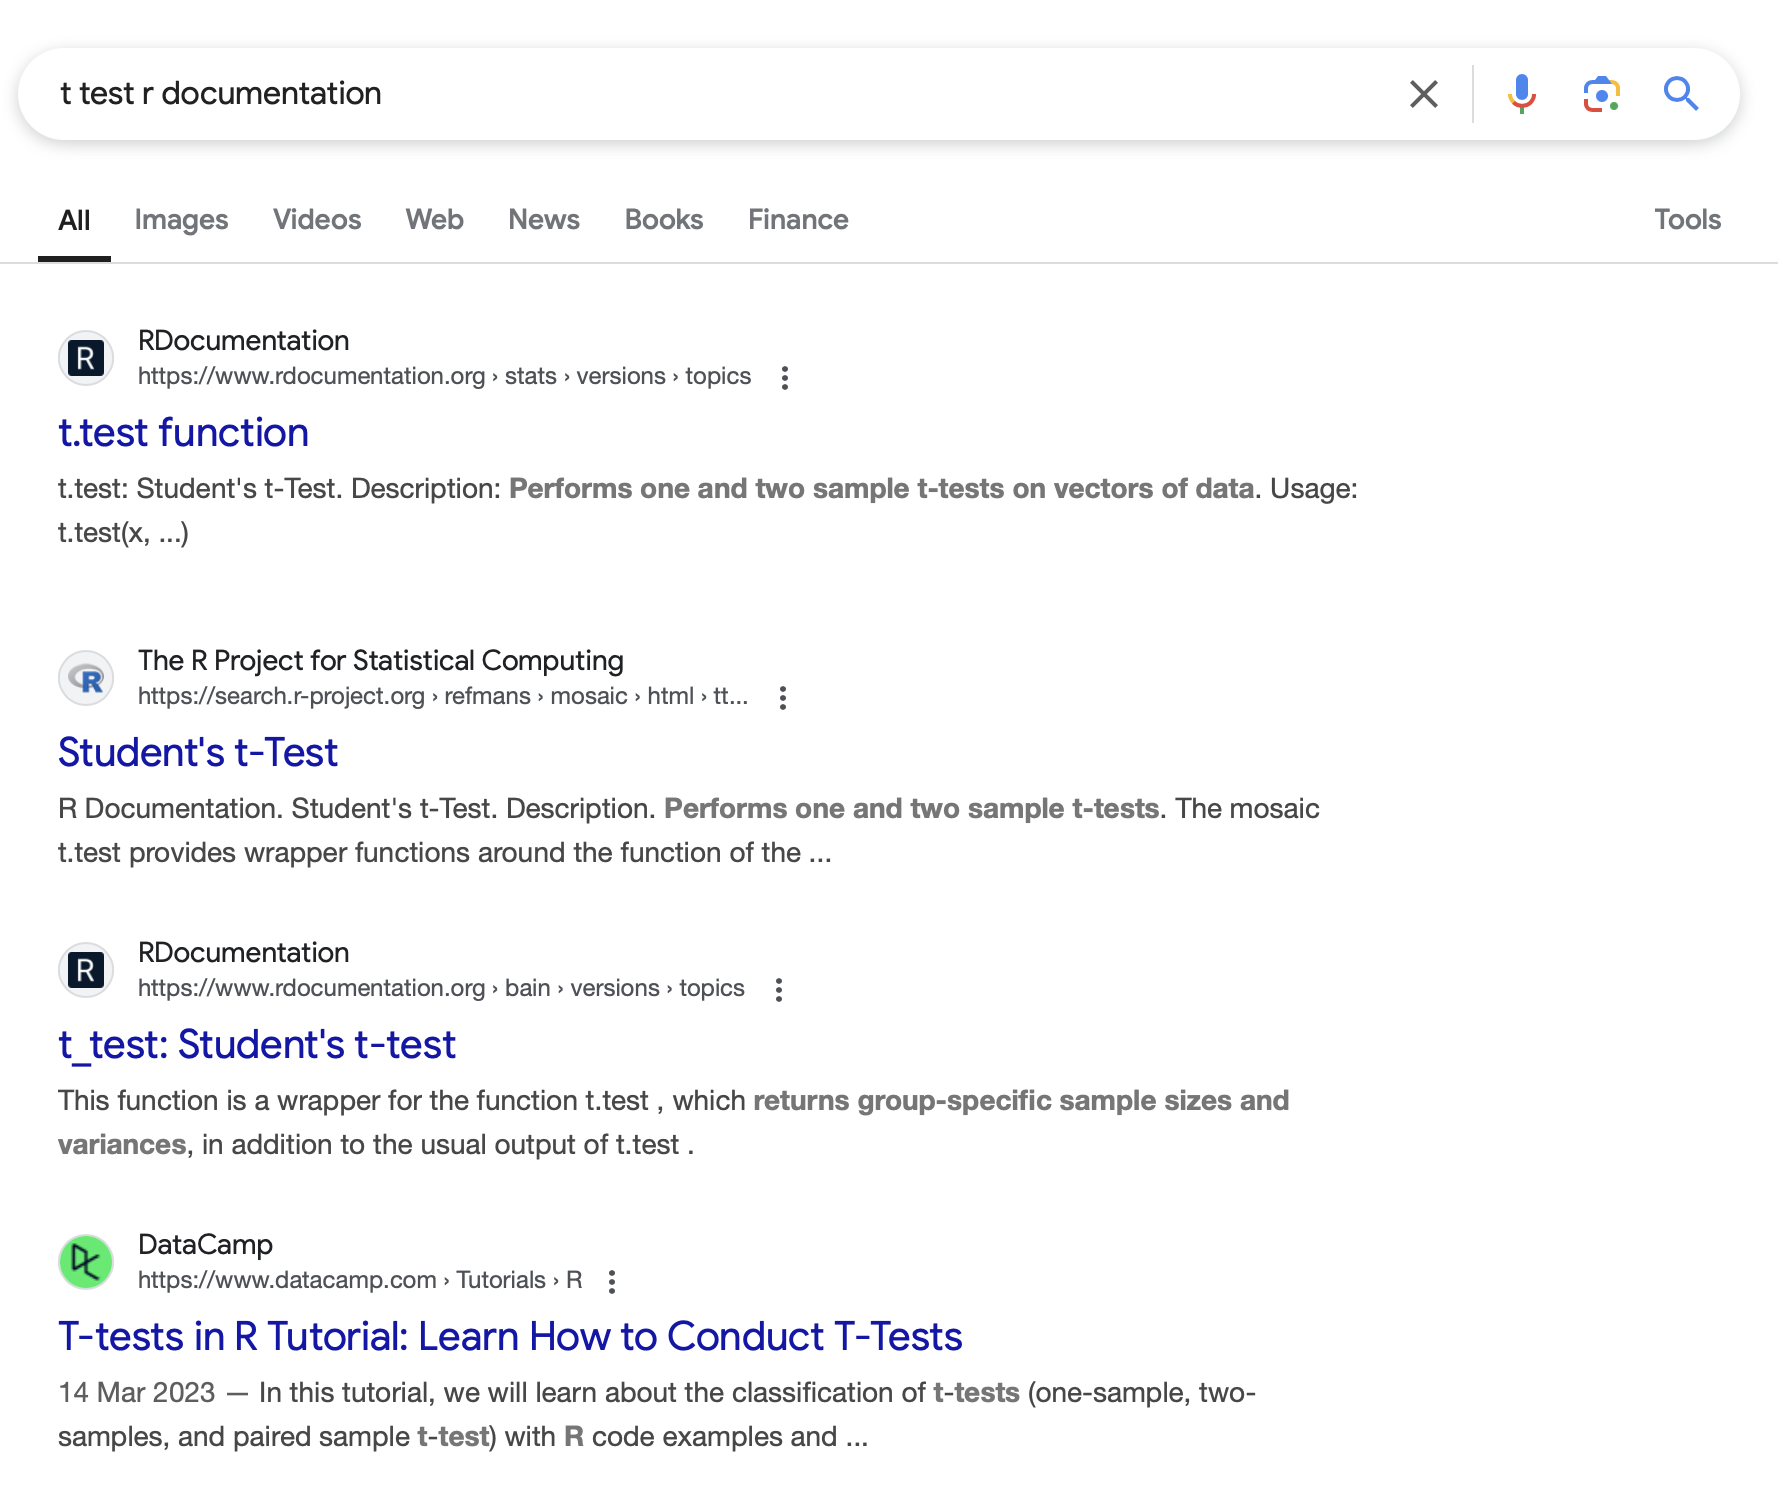 t test r documentation
All Images Videos Web News Books Finance Tools
R RDocumentation
https://www.rdocumentation.org › stats › versions › topics
t.test function
t.test: Student's t-Test. Description: Performs one and two sample t-tests on vectors of data. Usage:
t.test(x, ...)
R The R Project for Statistical Computing
https://search.r-project.org › refmans › mosaic › html › tt...
Student's t-Test
R Documentation. Student's t-Test. Description. Performs one and two sample t-tests. The mosaic
t.test provides wrapper functions around the function of the ...
R RDocumentation
https://www.rdocumentation.org › bain › versions › topics
t_test: Student's t-test
This function is a wrapper for the function t.test , which returns group-specific sample sizes and
variances, in addition to the usual output of t.test .
DataCamp
https://www.datacamp.com › Tutorials › R
T-tests in R Tutorial: Learn How to Conduct T-Tests
14 Mar 2023 — In this tutorial, we will learn about the classification of t-tests (one-sample, two-
samples, and paired sample t-test) with R code examples and ...